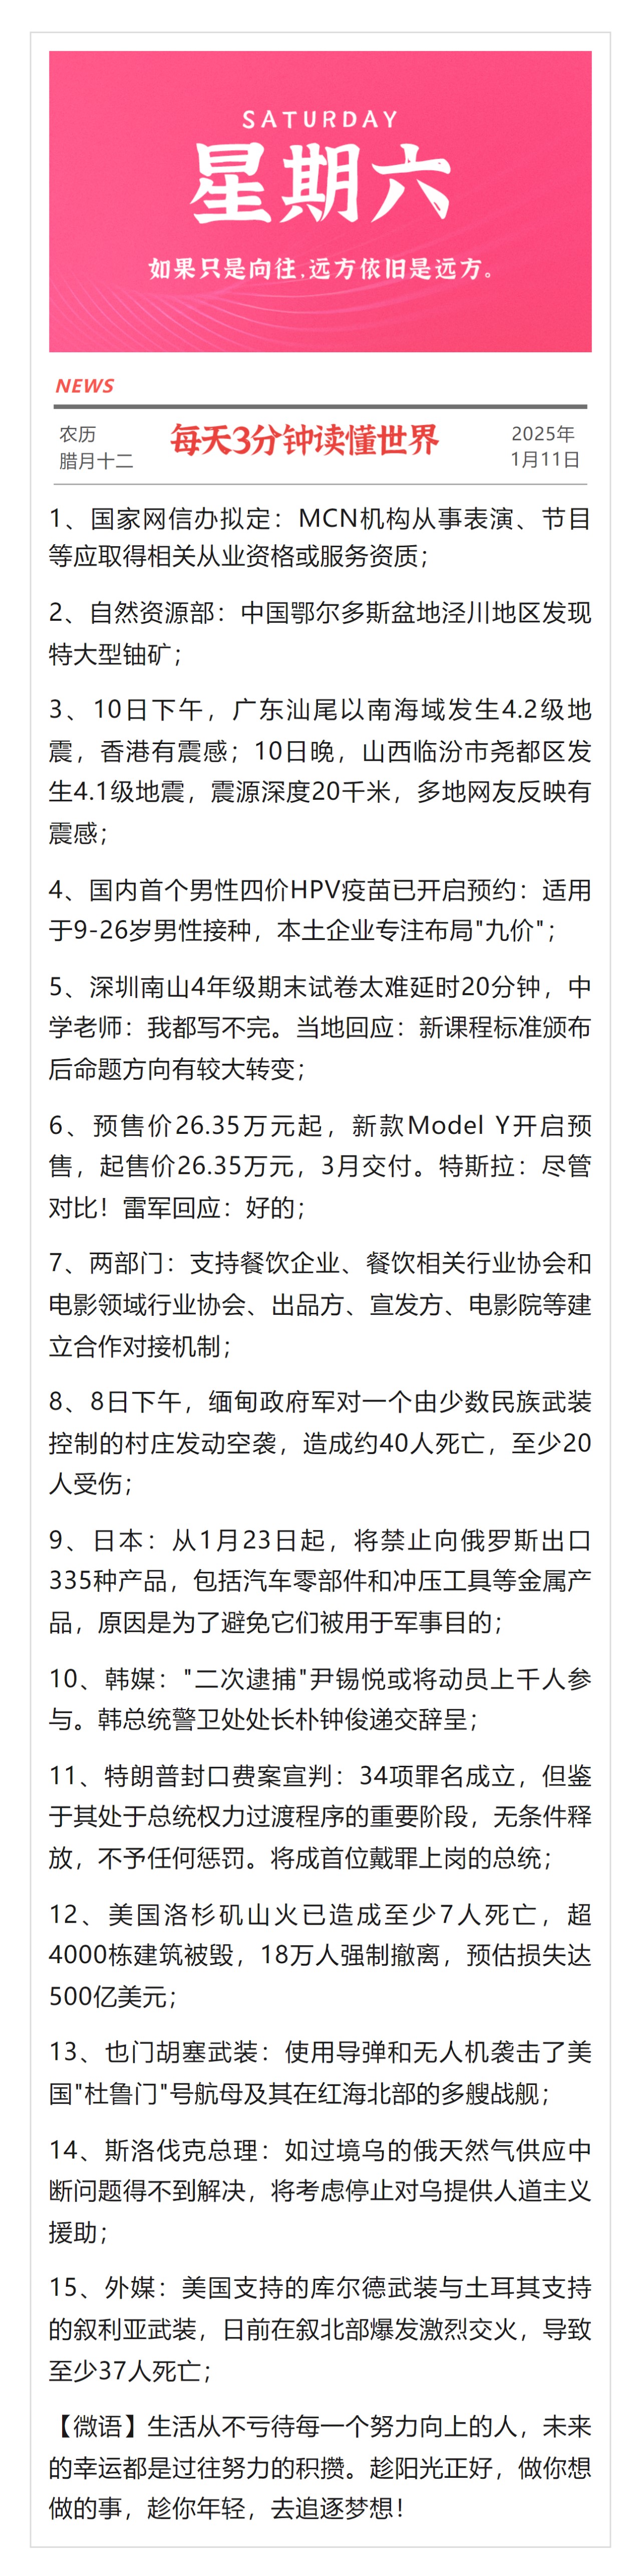 SATURDAY
星期六
如果只是向往,远方依旧是远方。
NEWS
农历
腊月十二
每天3分钟读懂世界
2025年
1月11日
1、国家网信办拟定：MCN机构从事表演、节目
等应取得相关从业资格或服务资质；
2、自然资源部：中国鄂尔多斯盆地泾川地区发现
特大型铀矿；
3、10日下午，广东汕尾以南海域发生4.2级地
震，香港有震感；10日晚，山西临汾市尧都区发
生4.1级地震，震源深度20千米，多地网友反映有
震感；
4、国内首个男性四价HPV疫苗已开启预约：适用
于9-26岁男性接种，本土企业专注布局"九价"；
5、深圳南山4年级期末试卷太难延时20分钟，中
学老师：我都写不完。当地回应：新课程标准颁布
后命题方向有较大转变；
6、预售价26.35万元起，新款Model Y开启预
售，起售价26.35万元，3月交付。特斯拉：尽管
对比！雷军回应：好的；
7、两部门：支持餐饮企业、餐饮相关行业协会和
电影领域行业协会、出品方、宣发方、电影院等建
立合作对接机制；
8、8日下午，缅甸政府军对一个由少数民族武装
控制的村庄发动空袭，造成约40人死亡，至少20
人受伤；
9、日本：从1月23日起，将禁止向俄罗斯出口
335种产品，包括汽车零部件和冲压工具等金属产
品，原因是为了避免它们被用于军事目的；
10、韩媒："二次逮捕"尹锡悦或将动员上千人参
与。韩总统警卫处处长朴钟俊递交辞呈；
11、特朗普封口费案宣判：34项罪名成立，但鉴
于其处于总统权力过渡程序的重要阶段，无条件释
放，不予任何惩罚。将成首位戴罪上岗的总统；
12、美国洛杉矶山火已造成至少7人死亡，超
4000栋建筑被毁，18万人强制撤离，预估损失达
500亿美元；
13、也门胡塞武装：使用导弹和无人机袭击了美
国"杜鲁门"号航母及其在红海北部的多艘战舰；
14、斯洛伐克总理：如过境乌的俄天然气供应中
断问题得不到解决，将考虑停止对乌提供人道主义
援助；
15、外媒：美国支持的库尔德武装与土耳其支持
的叙利亚武装，日前在叙北部爆发激烈交火，导致
至少37人死亡；
【微语】生活从不亏待每一个努力向上的人，未来
的幸运都是过往努力的积攒。趁阳光正好，做你想
做的事，趁你年轻，去追逐梦想！